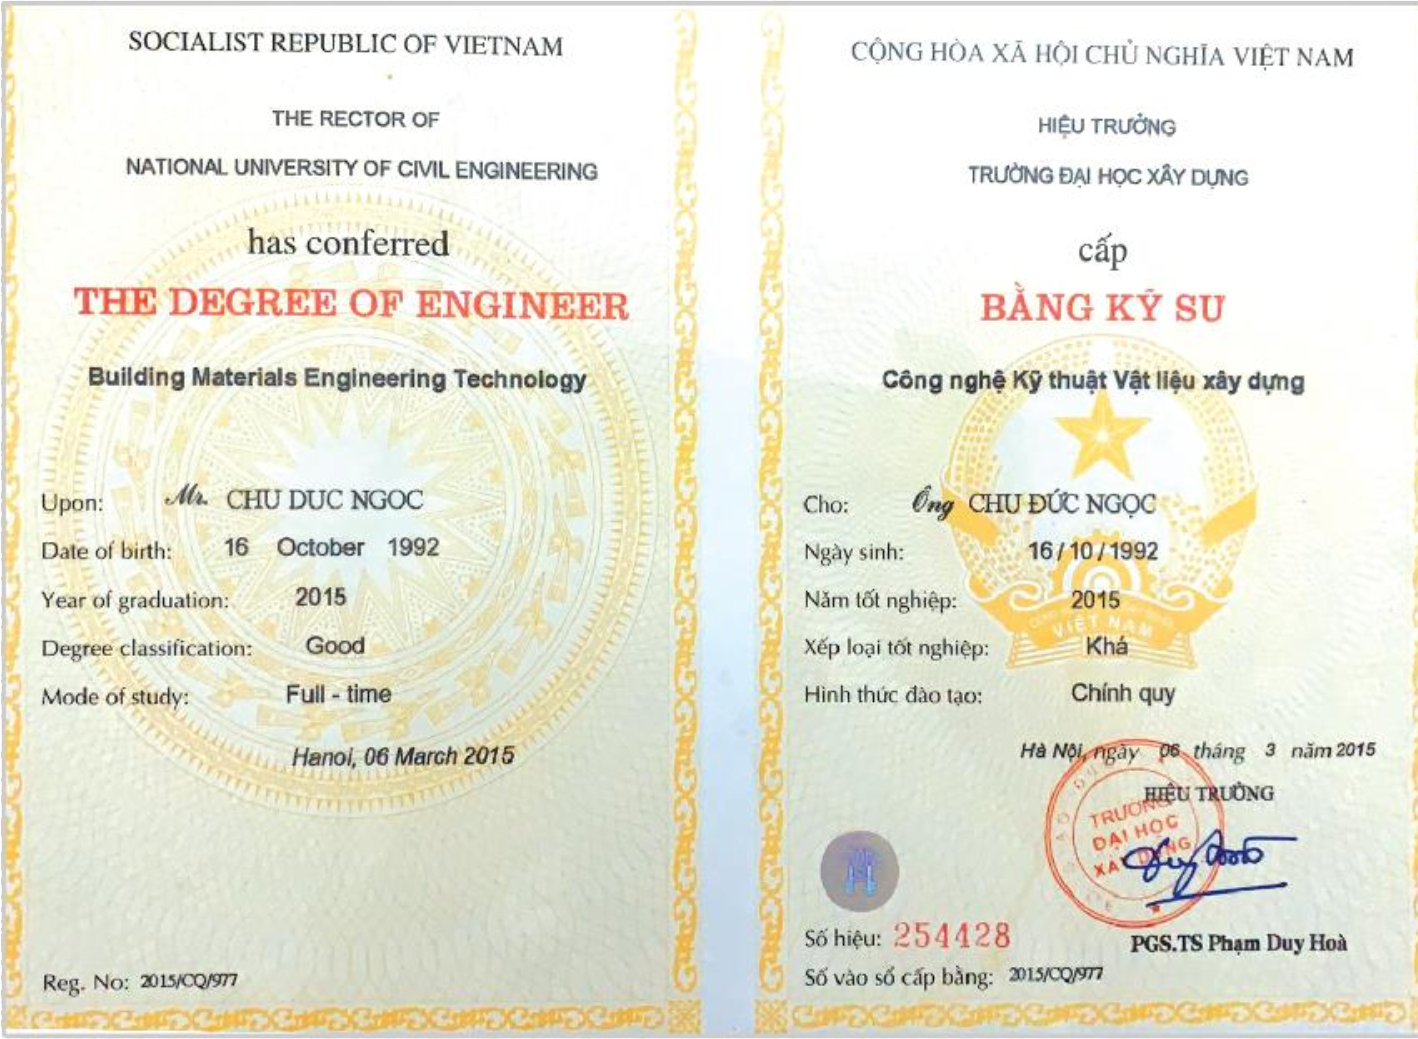 SOCIALIST REPUBLIC OF VIETNAM
THE RECTOR OF
NATIONAL UNIVERSITY OF CIVIL ENGINEERING
has conferred
THE DEGREE OF ENGINEER
Building Materials Engineering Technology
Upon: Mr. CHU DUC NGOC
Date of birth: 16 October 1992
Year of graduation: 2015
Degree classification: Good
Mode of study: Full - time
Hanoi, 06 March 2015
Reg. No: 2015/CQ/977
CỘNG HÒA XÃ HỘI CHỦ NGHĨA VIỆT NAM
HIỆU TRƯỞNG
TRƯỜNG ĐẠI HỌC XÂY DỰNG
cấp
BẰNG KỸ SƯ
Công nghệ Kỹ thuật Vật liệu xây dựng
Cho: Ông CHU ĐỨC NGỌC
Ngày sinh: 16/10/1992
Năm tốt nghiệp: 2015
VIỆT NAM
Xếp loại tốt nghiệp: Khá
Hình thức đào tạo: Chính quy
Hà Nội, ngày 06 tháng 3 năm 2015
HIỆU TRƯỞNG
TRƯỜNG
ĐẠI HỌC
XÂY DỰNG
Số hiệu: 254428
PGS.TS Phạm Duy Hoà
Số vào sổ cấp bằng: 2015/CQ/977